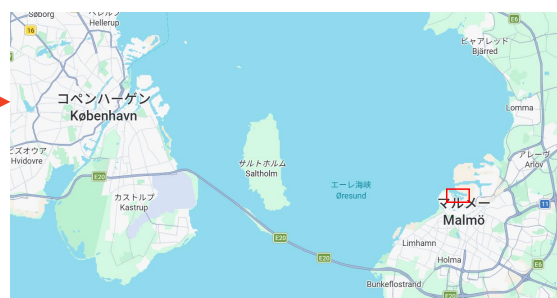 Søborg
ヘレルプ
Hellerup
16
E6
ビャアレッド
Bjärred
コペンハーゲン
København
Lomma
ズオウア
Hvidovre
サルトホルム
Saltholm
アレーヴ
Arlöv
E20
カストルプ
Kastrup
エーレ海峡
Øresund
マルメー
Malmö
11
E20
Limhamn
E20
Holma
E6
Bunkeflostrand